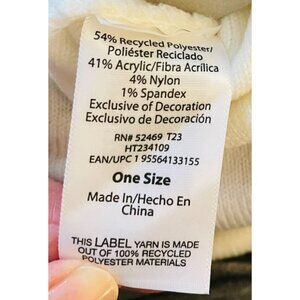 54% Recycled Polyester/
Poliéster Reciclado
41% Acrylic/Fibra Acrílica
4% Nylon
1% Spandex
Exclusive of Decoration
Exclusivo de Decoración
RN# 52469 T23
HT234109
EAN/UPC 1 95564133155
One Size
Made In/Hecho En
China
THIS LABEL YARN IS MADE
OUT OF 100% RECYCLED
POLYESTER MATERIALS